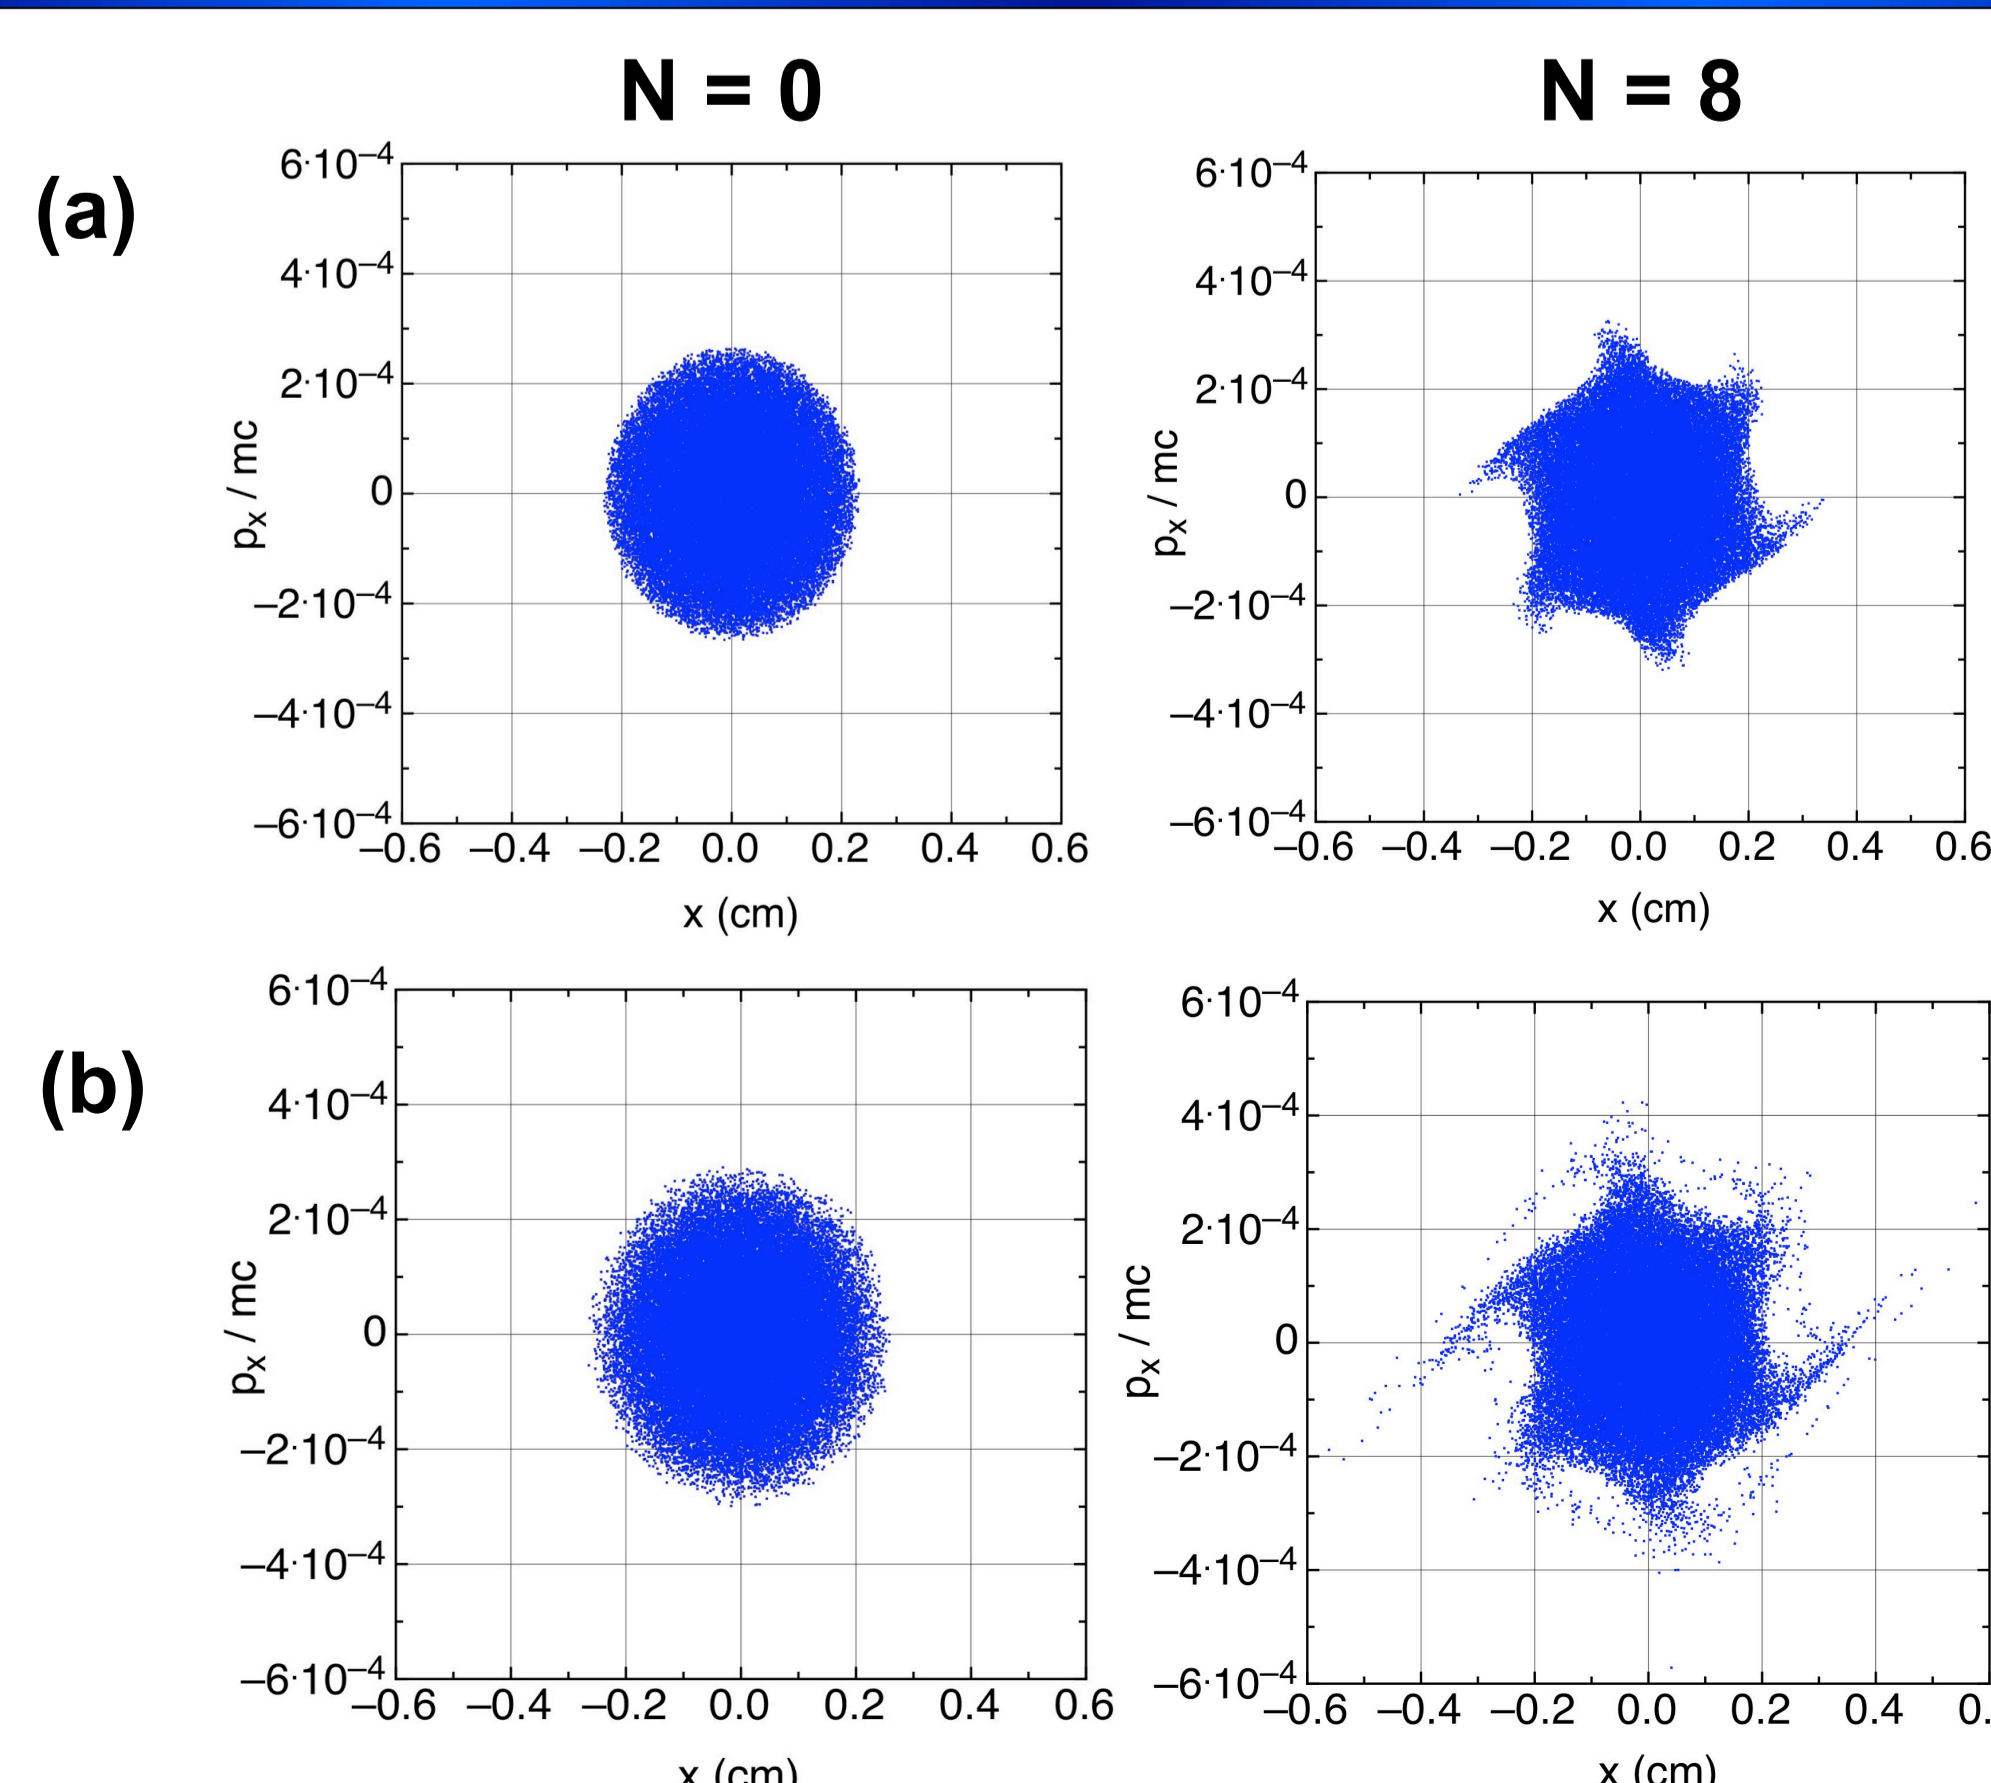 N = 0
N = 8
(a)
6·10⁻⁴
4·10⁻⁴
2·10⁻⁴
0
–2·10⁻⁴
–4·10⁻⁴
–6·10⁻⁴
px / mc
–0.6 –0.4 –0.2 0.0 0.2 0.4 0.6
x (cm)
6·10⁻⁴
4·10⁻⁴
2·10⁻⁴
0
–2·10⁻⁴
–4·10⁻⁴
–6·10⁻⁴
px / mc
–0.6 –0.4 –0.2 0.0 0.2 0.4 0.6
x (cm)
(b)
6·10⁻⁴
4·10⁻⁴
2·10⁻⁴
0
–2·10⁻⁴
–4·10⁻⁴
–6·10⁻⁴
px / mc
–0.6 –0.4 –0.2 0.0 0.2 0.4 0.6
x (cm)
6·10⁻⁴
4·10⁻⁴
2·10⁻⁴
0
–2·10⁻⁴
–4·10⁻⁴
–6·10⁻⁴
px / mc
–0.6 –0.4 –0.2 0.0 0.2 0.4 0.
x (cm)